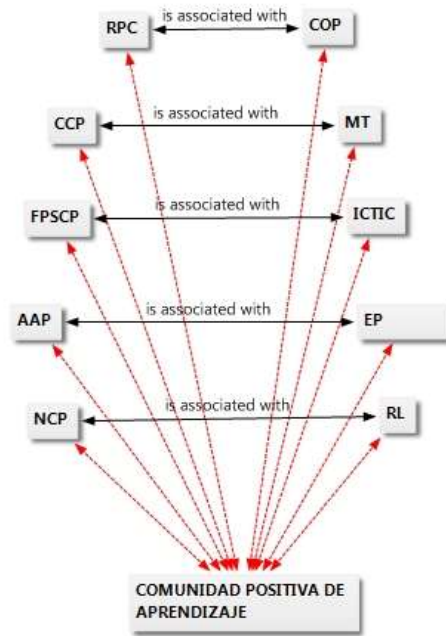 RPC is associated with COP
CCP is associated with MT
FPSCP is associated with ICTIC
AAP is associated with EP
NCP is associated with RL
COMUNIDAD POSITIVA DE
APRENDIZAJE